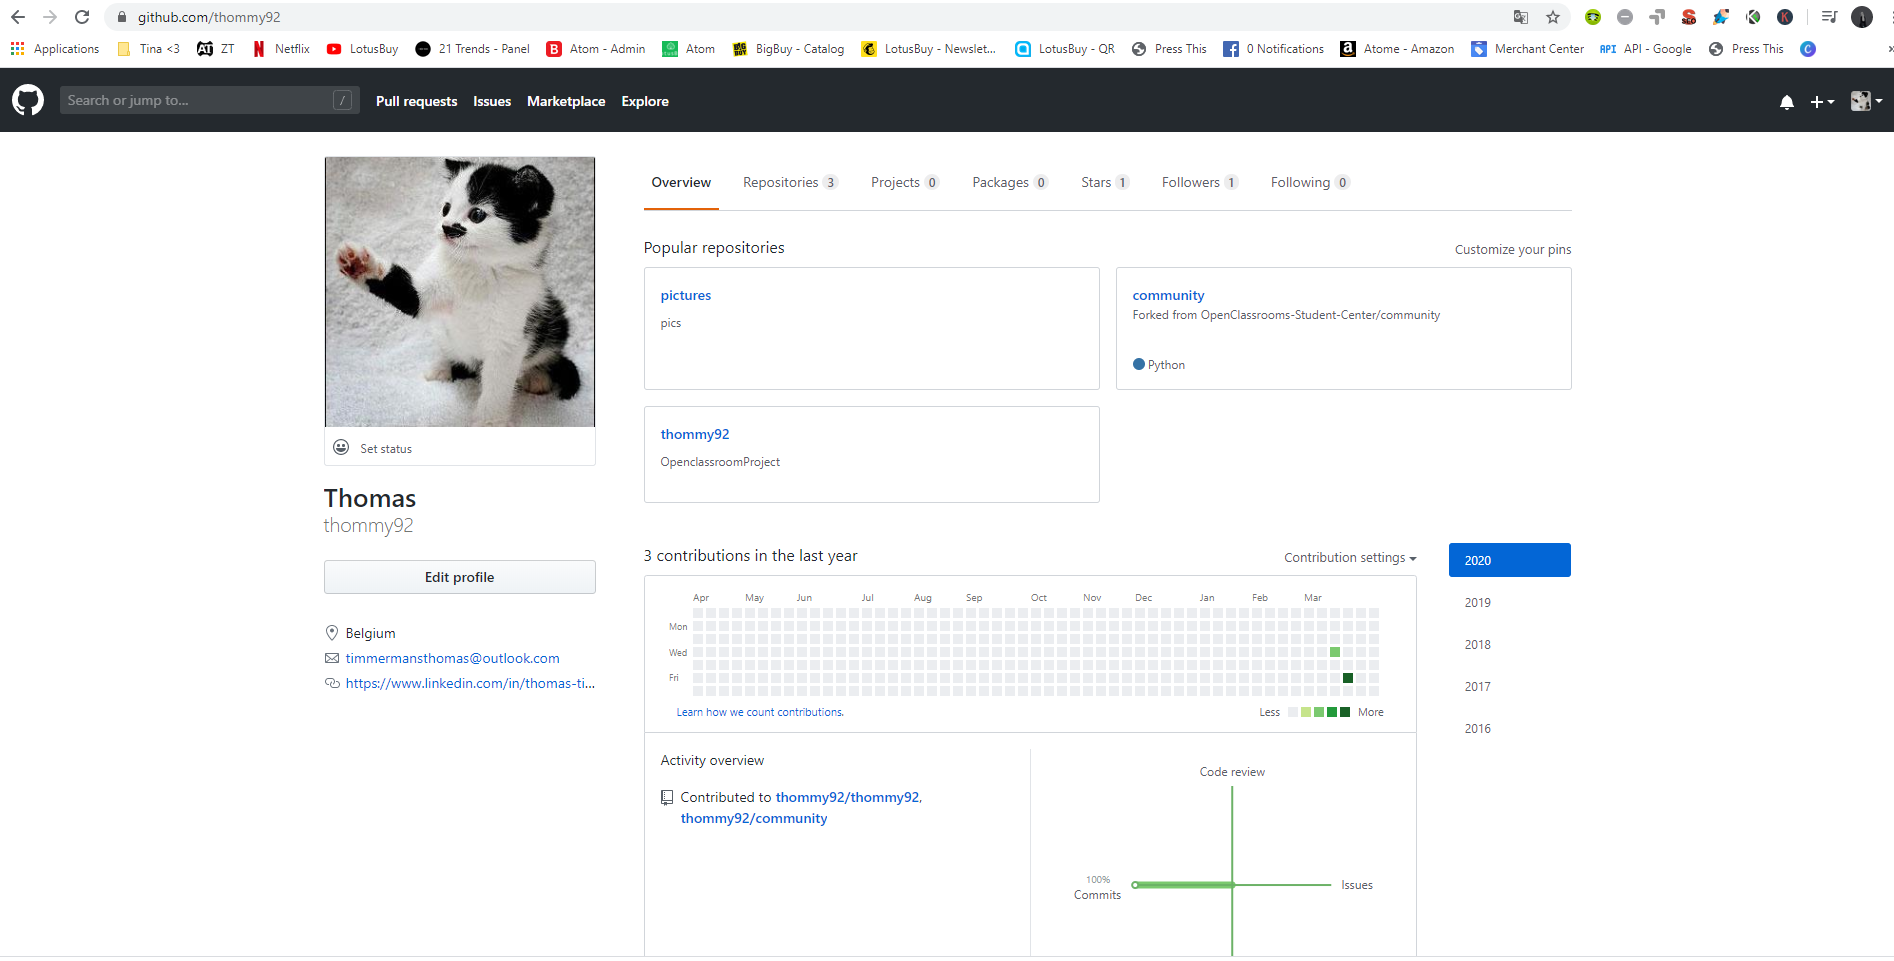 github.com/thommy92
Applications Tina <3 ZT Netflix LotusBuy 21 Trends - Panel Atom - Admin Atom BigBuy - Catalog LotusBuy - Newslet... LotusBuy - QR Press This 0 Notifications Atome - Amazon Merchant Center API API - Google Press This
Search or jump to... / Pull requests Issues Marketplace Explore
Overview Repositories 3 Projects 0 Packages 0 Stars 1 Followers 1 Following 0
Popular repositories Customize your pins
pictures
pics
community
Forked from OpenClassrooms-Student-Center/community
Python
thommy92
OpenclassroomProject
Set status
Thomas
thommy92
Edit profile
Belgium
timmermansthomas@outlook.com
https://www.linkedin.com/in/thomas-ti...
3 contributions in the last year Contribution settings
2020
2019
2018
2017
2016
Apr May Jun Jul Aug Sep Oct Nov Dec Jan Feb Mar
Mon
Wed
Fri
Learn how we count contributions. Less More
Activity overview
Contributed to thommy92/thommy92,
thommy92/community
Code review
100%
Commits
Issues